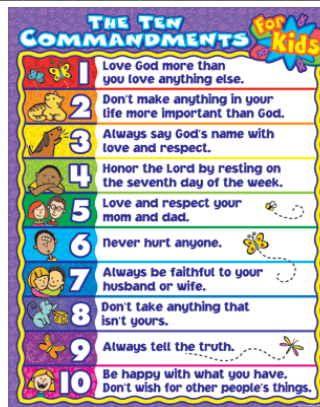 The Ten
Commandments
For
Kids
1
Love God more than
you love anything else.
2
Don't make anything in your
life more important than God.
3
Always say God's name with
love and respect.
4
Honor the Lord by resting on
the seventh day of the week.
5
Love and respect your
mom and dad.
6
Never hurt anyone.
7
Always be faithful to your
husband or wife.
8
Don't take anything that
isn't yours.
9
Always tell the truth.
10
Be happy with what you have.
Don't wish for other people's things.